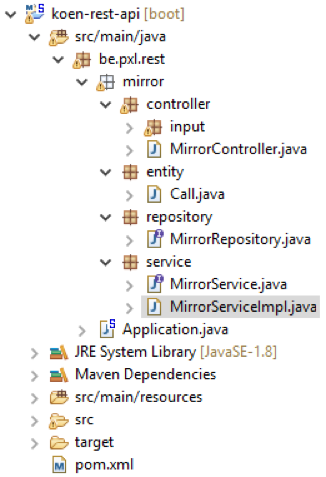 koen-rest-api [boot]
src/main/java
be.pxl.rest
mirror
controller
input
MirrorController.java
entity
Call.java
repository
MirrorRepository.java
service
MirrorService.java
MirrorServiceImpl.java
Application.java
JRE System Library [JavaSE-1.8]
Maven Dependencies
src/main/resources
src
target
pom.xml